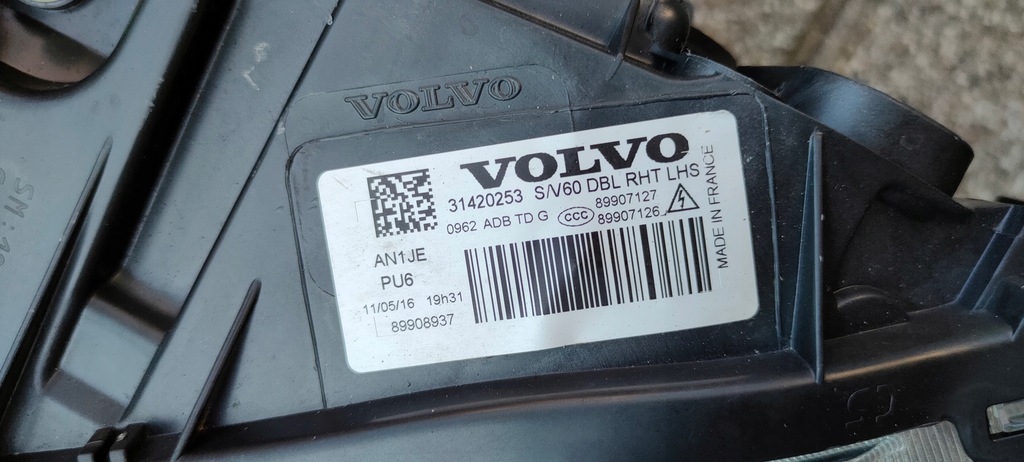 VOLVO
VOLVO
31420253 S/V60 DBL RHT LHS
0962 ADB TD G CCC 89907127
89907126
MADE IN FRANCE
AN1JE
PU6
11/05/16 19h31
89908937